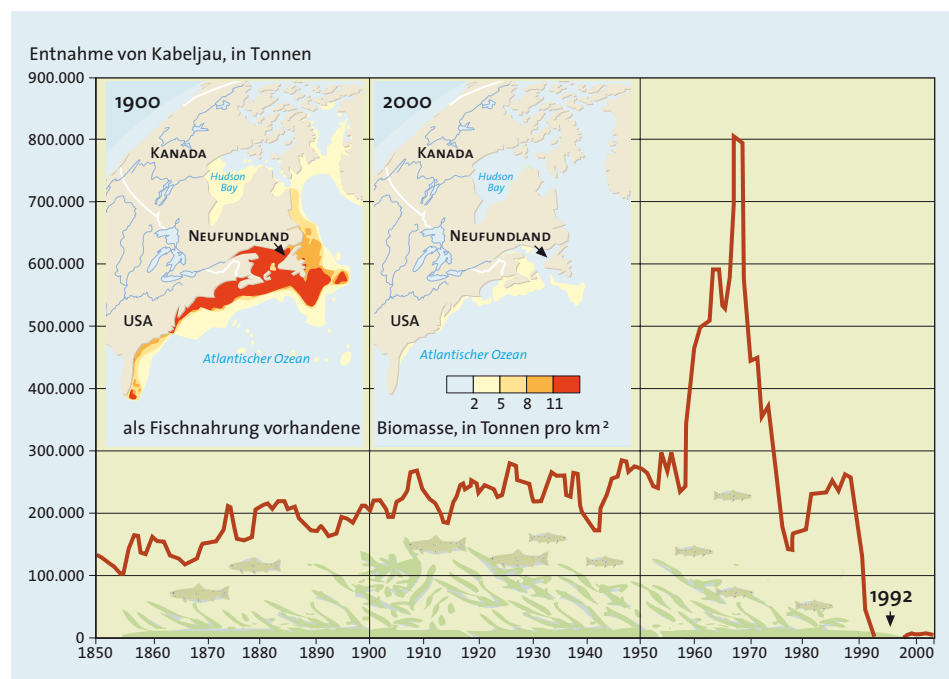 Entnahme von Kabeljau, in Tonnen
900.000
800.000
700.000
600.000
500.000
400.000
300.000
200.000
100.000
0
1900
Kanada
Hudson
Bay
Neufundland
USA
Atlantischer Ozean
2000
Kanada
Hudson
Bay
Neufundland
USA
Atlantischer Ozean
2 5 8 11
als Fischnahrung vorhandene Biomasse, in Tonnen pro km²
1992
1850 1860 1870 1880 1890 1900 1910 1920 1930 1940 1950 1960 1970 1980 1990 2000